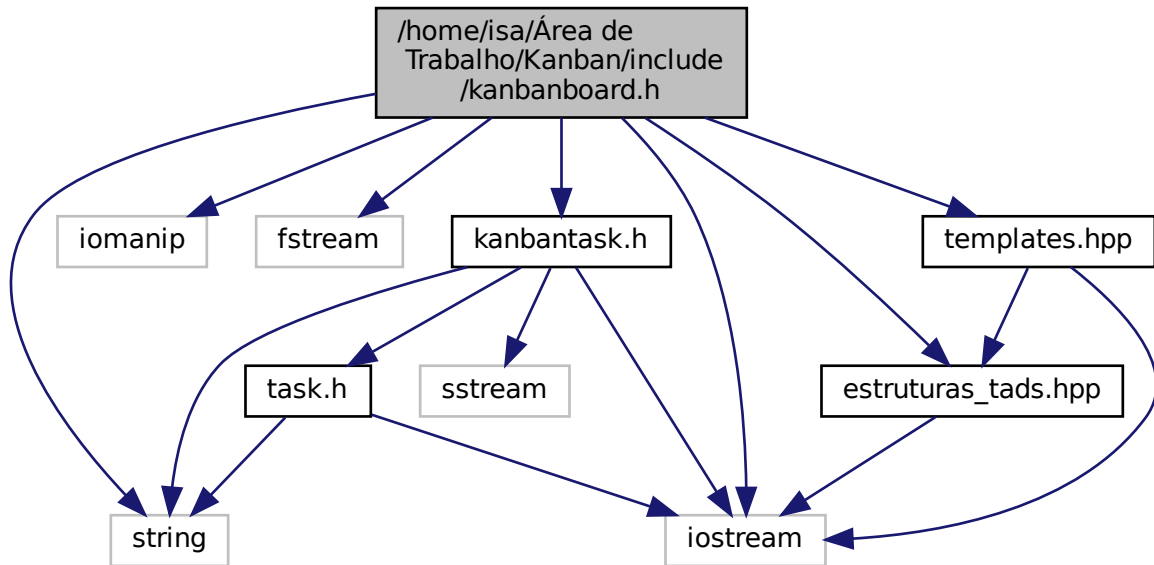 /home/isa/Área de
Trabalho/Kanban/include
/kanbanboard.h
iomanip
fstream
kanbantask.h
templates.hpp
task.h
sstream
estruturas_tads.hpp
string
iostream